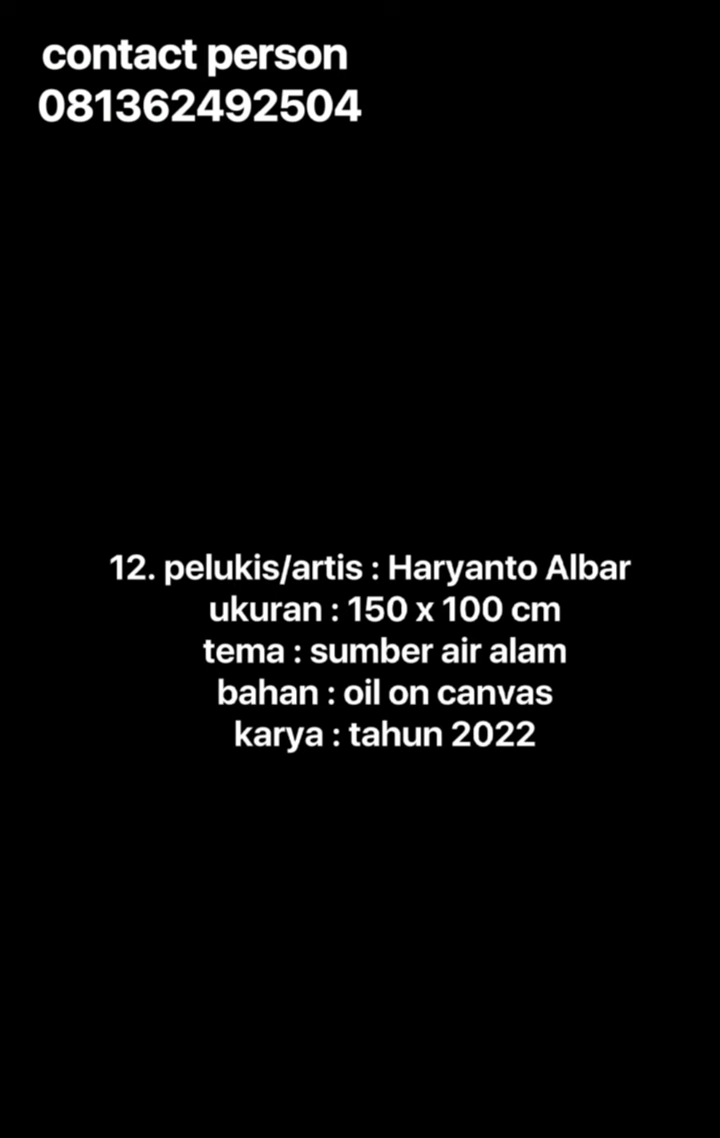 contact person
081362492504
12. pelukis/artis : Haryanto Albar
ukuran : 150 x 100 cm
tema : sumber air alam
bahan : oil on canvas
karya : tahun 2022